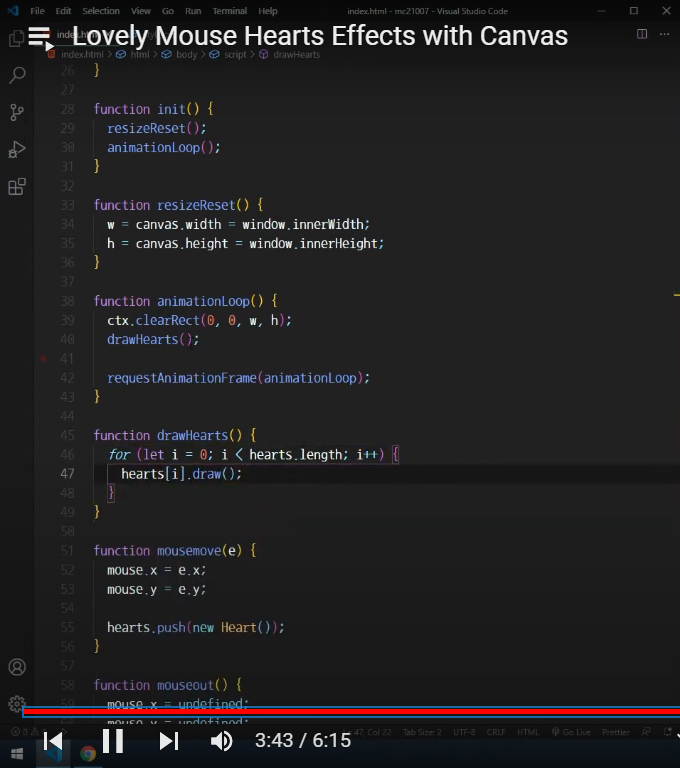 File Edit Selection View Go Run Terminal Help index.html - mc21007 - Visual Studio Code
Lovely Mouse Hearts Effects with Canvas
index.html > html > body > script > drawHearts
26 }
27
28 function init() {
29 resizeReset();
30 animationLoop();
31 }
32
33 function resizeReset() {
34 w = canvas.width = window.innerWidth;
35 h = canvas.height = window.innerHeight;
36 }
37
38 function animationLoop() {
39 ctx.clearRect(0, 0, w, h);
40 drawHearts();
41
42 requestAnimationFrame(animationLoop);
43 }
44
45 function drawHearts() {
46 for (let i = 0; i < hearts.length; i++) {
47 hearts[i].draw();
48 }
49 }
50
51 function mousemove(e) {
52 mouse.x = e.x;
53 mouse.y = e.y;
54
55 hearts.push(new Heart());
56 }
57
58 function mouseout() {
59 mouse.x = undefined;
mouse.y = undefined;
47, Col 22 Tab Size: 2 UTF-8 CRLF HTML Go Live Prettier
3:43 / 6:15